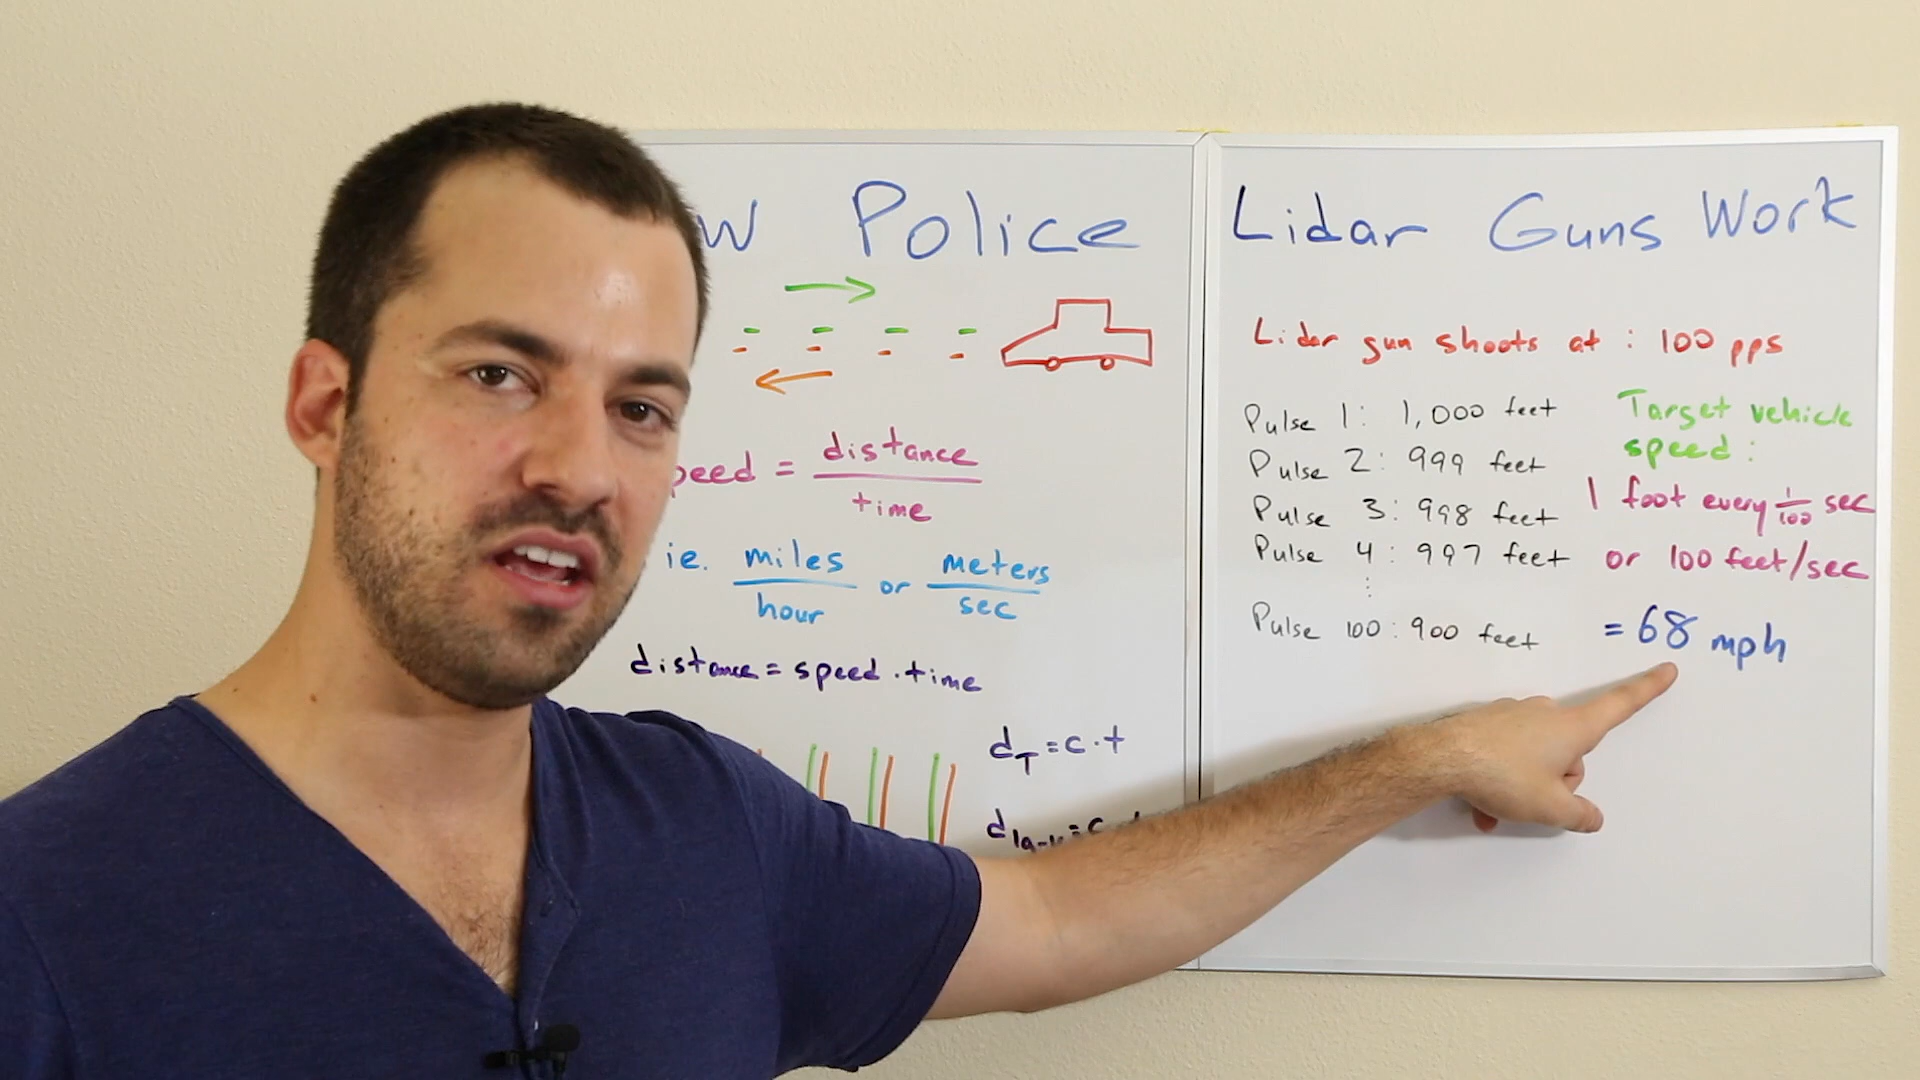 w Police
peed = distance
time
ie. miles
hour
or meters
sec
distance = speed . time
d_T = c.t
Lidar Guns Work
Lidar gun shoots at : 100 pps
Pulse 1: 1,000 feet
Pulse 2: 999 feet
Pulse 3: 998 feet
Pulse 4: 997 feet
⋮
Pulse 100: 900 feet
Target vehicle
speed:
1 foot every 1/100 sec
or 100 feet/sec
= 68 mph